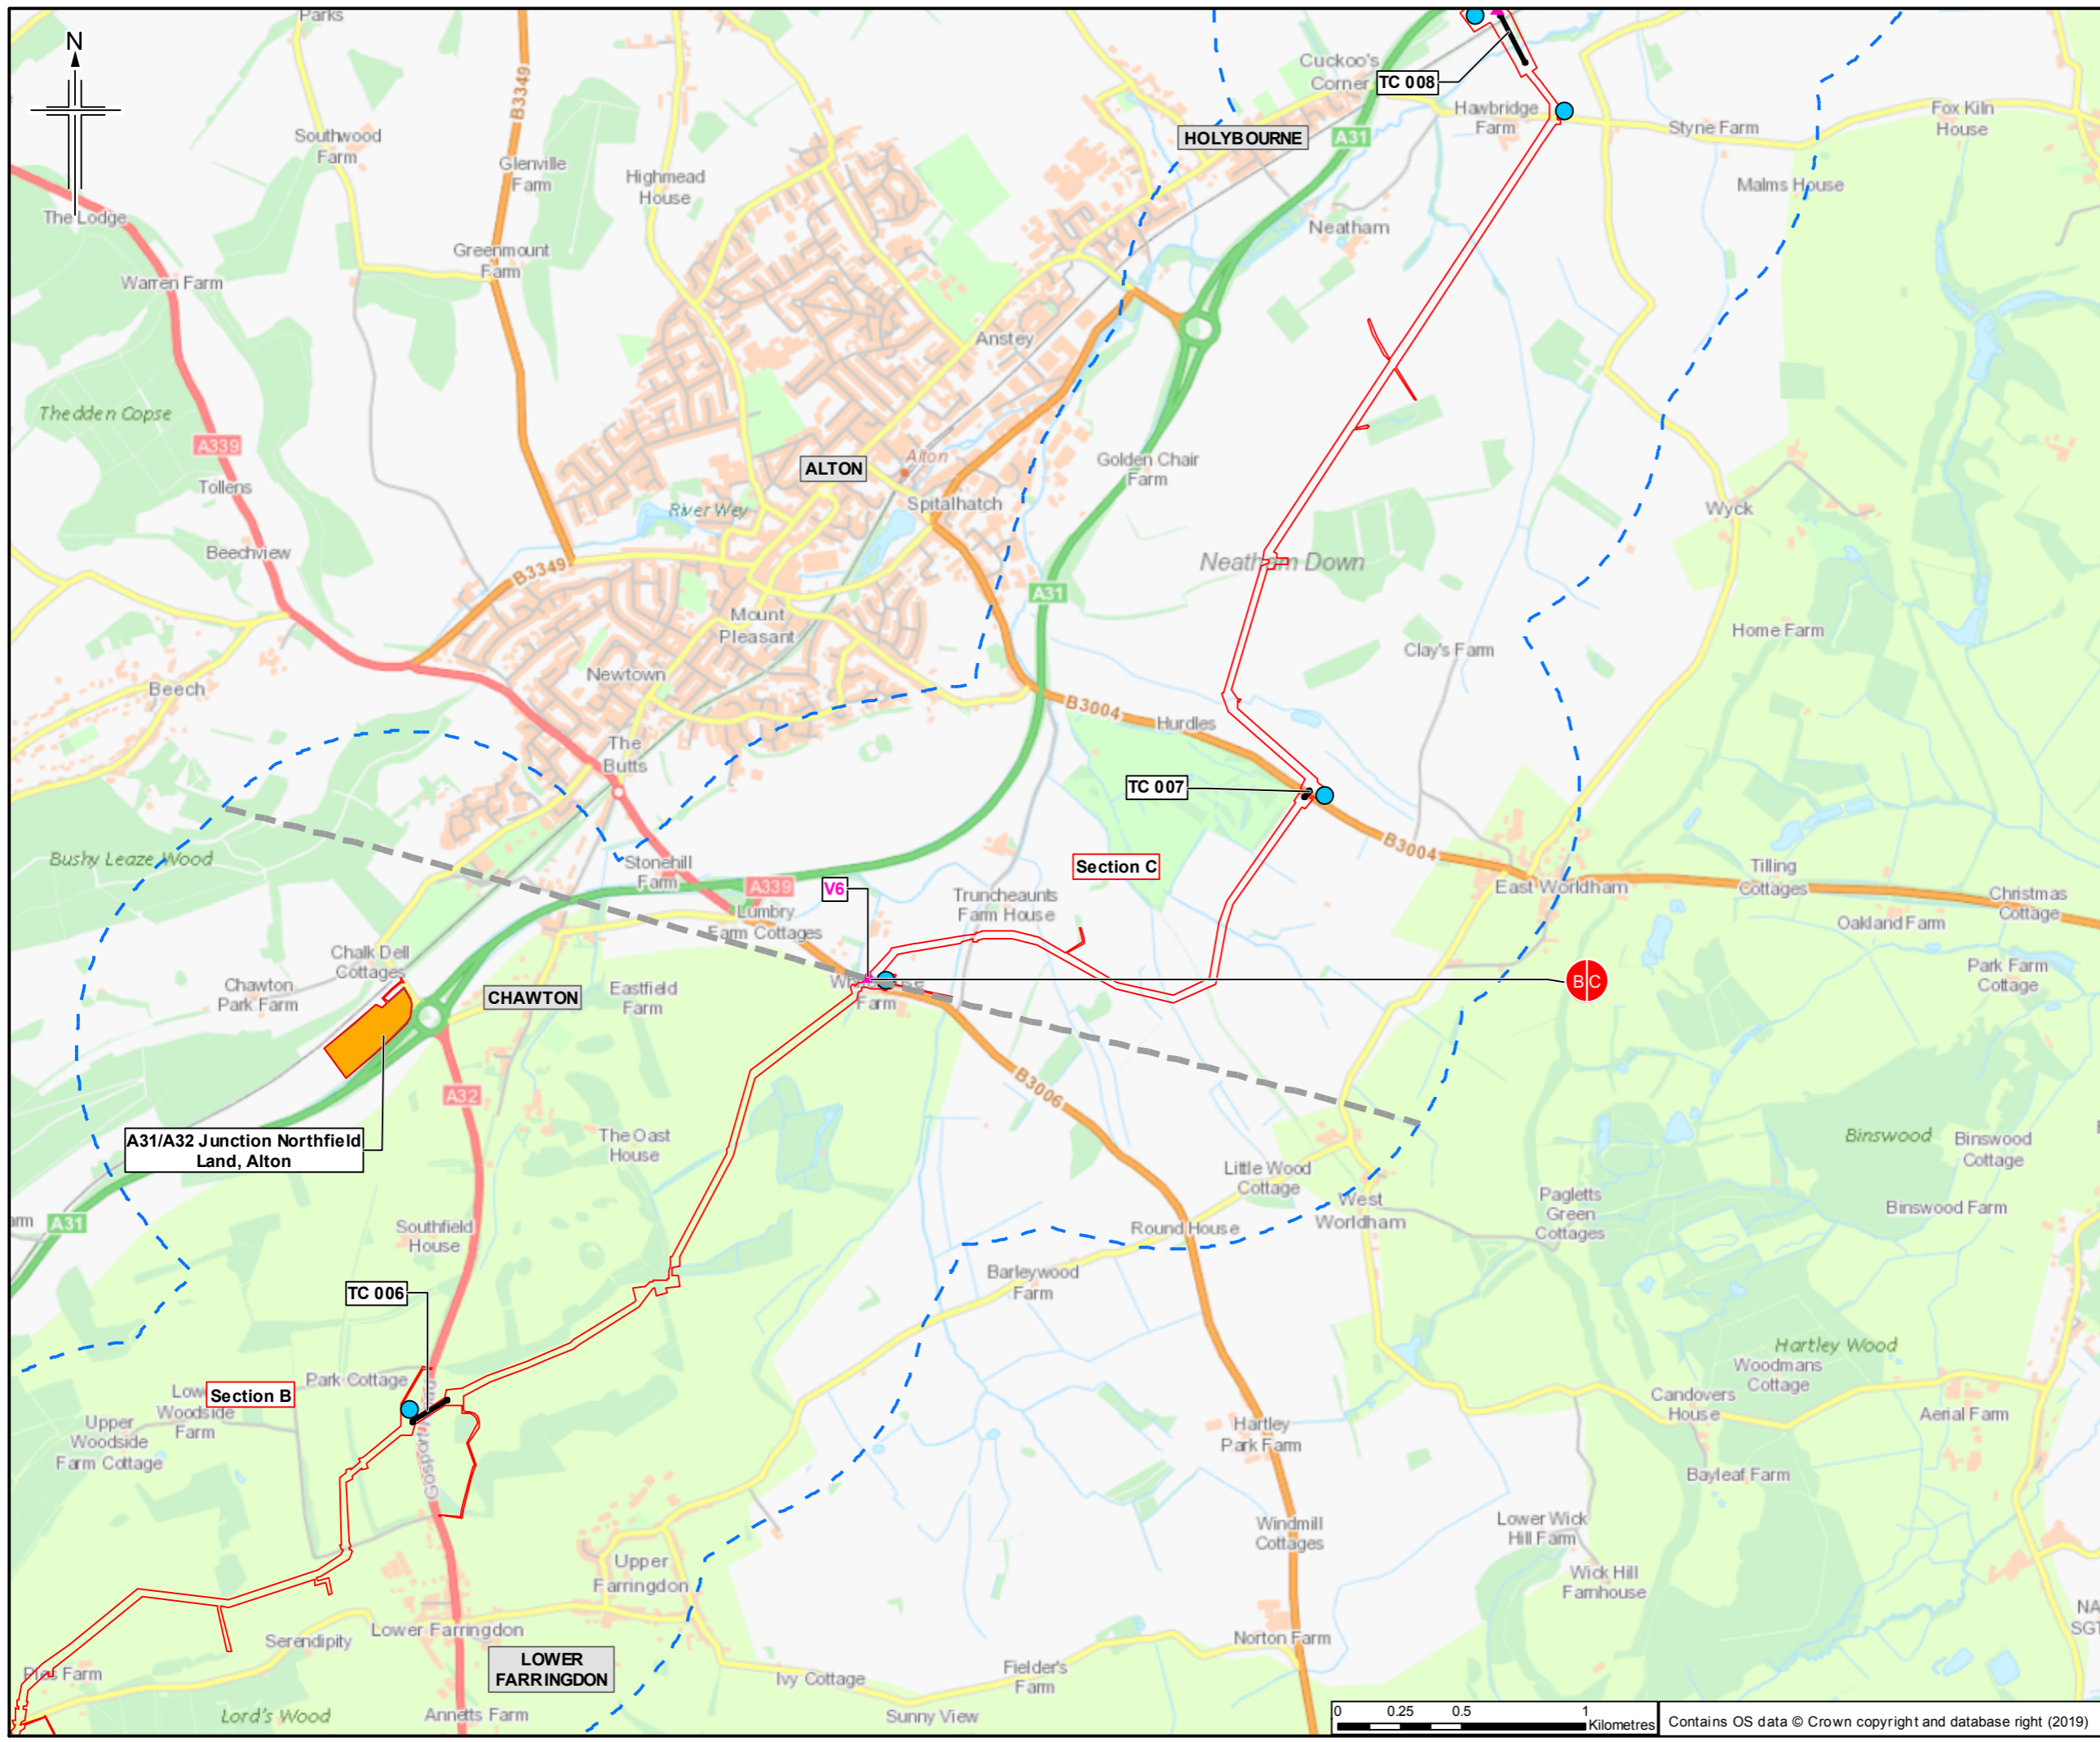 Parks
N
B3349
Cuckoo's
Corner
TC 008
Hawbridge
Farm
Fox Kiln
House
Styne Farm
Southwood
Farm
HOLYBOURNE
A31
Glenville
Farm
Highmead
House
Malms House
The Lodge
Neatham
Greenmount
Farm
Warren Farm
Anstey
Thedden Copse
A339
Golden Chair
Farm
ALTON
Alton
Tollens
Spitalhatch
River Wey
Wyck
Beechview
Neatham Down
B3349
A31
Mount
Pleasant
Home Farm
Clay's Farm
Newtown
Beech
B3004
Hurdles
The
Butts
TC 007
B3004
Bushy Leaze Wood
Stonehill
Farm
Section C
Tilling
Cottages
A339
V6
East Worldham
Truncheaunts
Farm House
Christmas
Cottage
Lumbry
Farm Cottages
Oakland Farm
Chalk Dell
Cottages
Park Farm
Cottage
Chawton
Park Farm
Eastfield
Farm
CHAWTON
Farm
B C
A32
B3006
A31/A32 Junction Northfield
Land, Alton
The Oast
House
Binswood
Binswood
Cottage
Little Wood
Cottage
West
Worldham
Pagletts
Green
Cottages
Binswood Farm
A31
Southfield
House
Round House
Barleywood
Farm
TC 006
Hartley Wood
Woodmans
Cottage
Park Cottage
Section B
Woodside
Farm
Candovers
House
Aerial Farm
Upper
Woodside
Farm Cottage
Hartley
Park Farm
Bayleaf Farm
Windmill
Cottages
Lower Wick
Hill Farm
Upper
Farringdon
Wick Hill
Farmhouse
Lower Farringdon
Serendipity
Norton Farm
LOWER
FARRINGDON
Fielder's
Farm
Ivy Cottage
Lord's Wood
Annetts Farm
Sunny View
0 0.25 0.5 1
Kilometres
Contains OS data © Crown copyright and database right (2019)